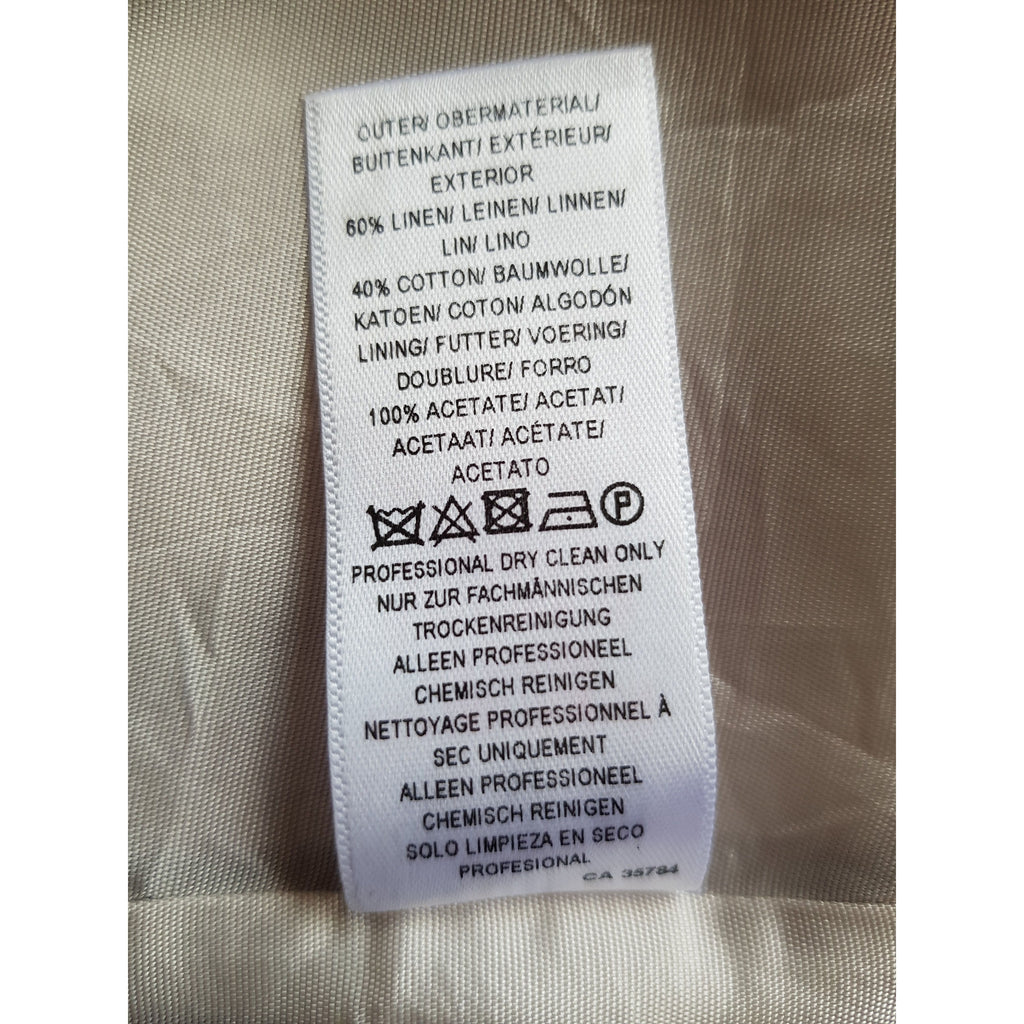 OUTER/ OBERMATERIAL/
BUITENKANT/ EXTÉRIEUR/
EXTERIOR
60% LINEN/ LEINEN/ LINNEN/
LIN/ LINO
40% COTTON/ BAUMWOLLE/
KATOEN/ COTON/ ALGODÓN
LINING/ FUTTER/ VOERING/
DOUBLURE/ FORRO
100% ACETATE/ ACETAT/
ACETAAT/ ACÉTATE/
ACETATO
P
PROFESSIONAL DRY CLEAN ONLY
NUR ZUR FACHMÄNNISCHEN
TROCKENREINIGUNG
ALLEEN PROFESSIONEEL
CHEMISCH REINIGEN
NETTOYAGE PROFESSIONNEL À
SEC UNIQUEMENT
ALLEEN PROFESSIONEEL
CHEMISCH REINIGEN
SOLO LIMPIEZA EN SECO
PROFESIONAL
CA 35784